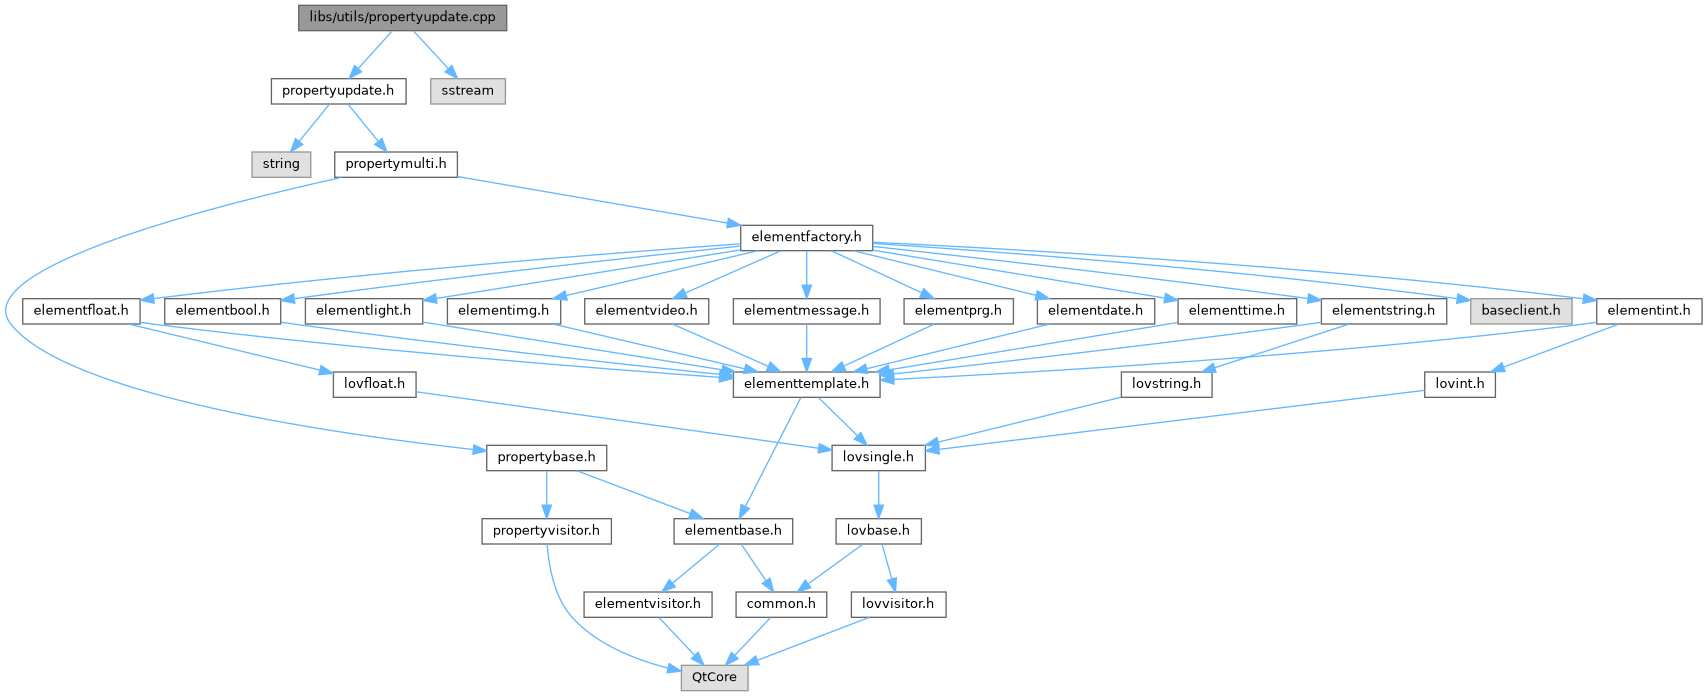 libs/utils/propertyupdate.cpp
propertyupdate.h
sstream
string
propertymulti.h
elementfactory.h
elementfloat.h
elementbool.h
elementlight.h
elementimg.h
elementvideo.h
elementmessage.h
elementprg.h
elementdate.h
elementtime.h
elementstring.h
baseclient.h
elementint.h
lovfloat.h
elementtemplate.h
lovstring.h
lovint.h
propertybase.h
lovsingle.h
propertyvisitor.h
elementbase.h
lovbase.h
elementvisitor.h
common.h
lovvisitor.h
QtCore